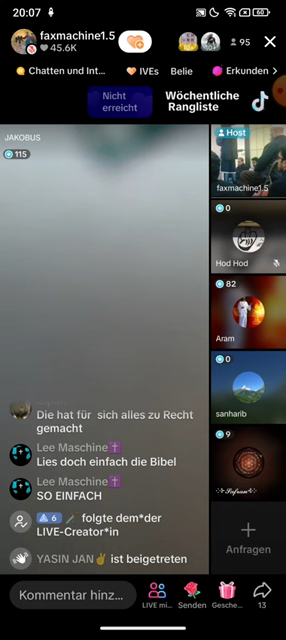 20:07
60
faxmachine1.5
45.6K
95
Chatten und Int...
IVEs
Belie
Erkunden >
Nicht erreicht
Wöchentliche Rangliste
JAKOBUS
115
Host
faxmachine1.5
0
Hod Hod
82
Aram
0
sanharib
9
Safran
Anfragen
Die hat für sich alles zu Recht
gemacht
Lee Maschine✝️
Lies doch einfach die Bibel
Lee Maschine✝️
SO EINFACH
6 folgte dem*der
LIVE-Creator*in
YASIN JAN✌️ ist beigetreten
Kommentar hinz...
LIVE mi...
Senden
Gesche...
13